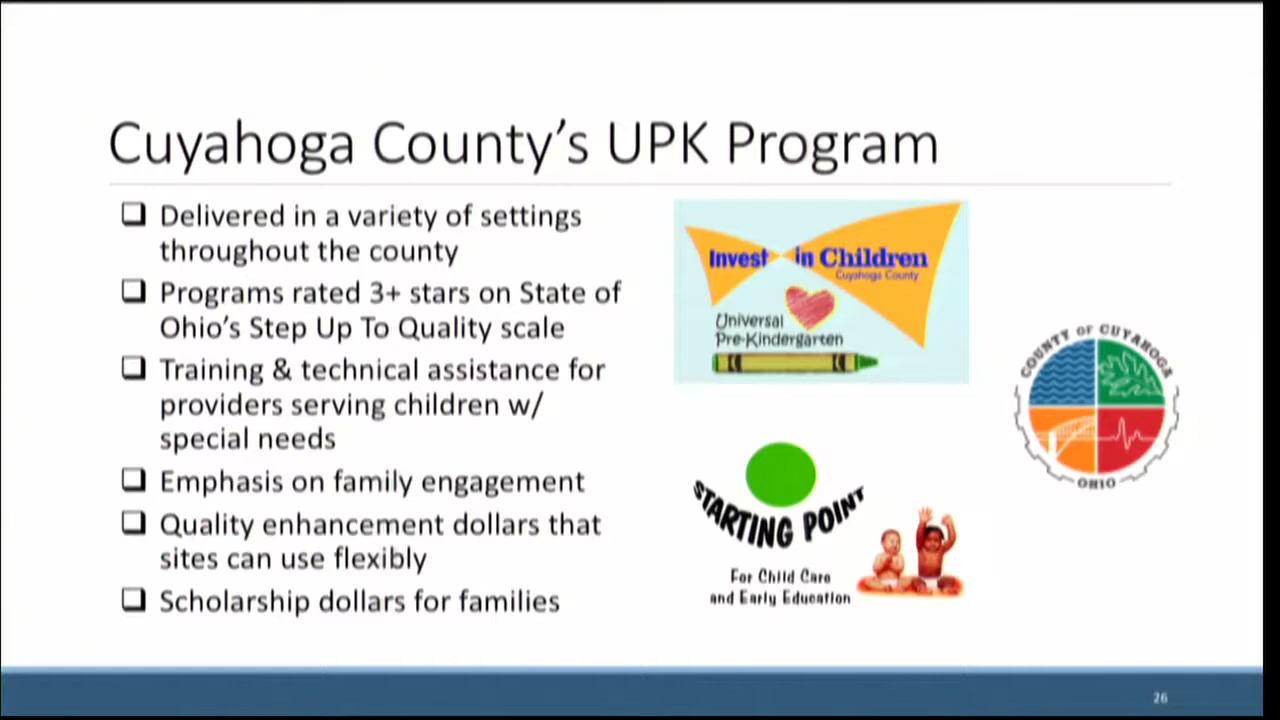 Cuyahoga County's UPK Program
❑ Delivered in a variety of settings
throughout the county
❑ Programs rated 3+ stars on State of
Ohio's Step Up To Quality scale
❑ Training & technical assistance for
providers serving children w/
special needs
❑ Emphasis on family engagement
❑ Quality enhancement dollars that
sites can use flexibly
❑ Scholarship dollars for families
Invest in Children
Cuyahoga County
Universal
Pre-Kindergarten
COUNTY OF CUYAHOGA
OHIO
STARTING POINT
For Child Care
and Early Education
26